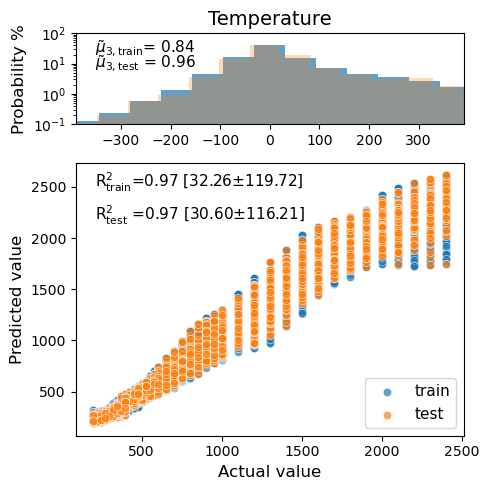 Temperature
Probability %
10²
10¹
10⁰
10⁻¹
μ̃₃,train= 0.84
μ̃₃,test = 0.96
−300 −200 −100 0 100 200 300
Predicted value
2500
2000
1500
1000
500
R²train=0.97 [32.26±119.72]
R²test =0.97 [30.60±116.21]
train
test
500 1000 1500 2000 2500
Actual value